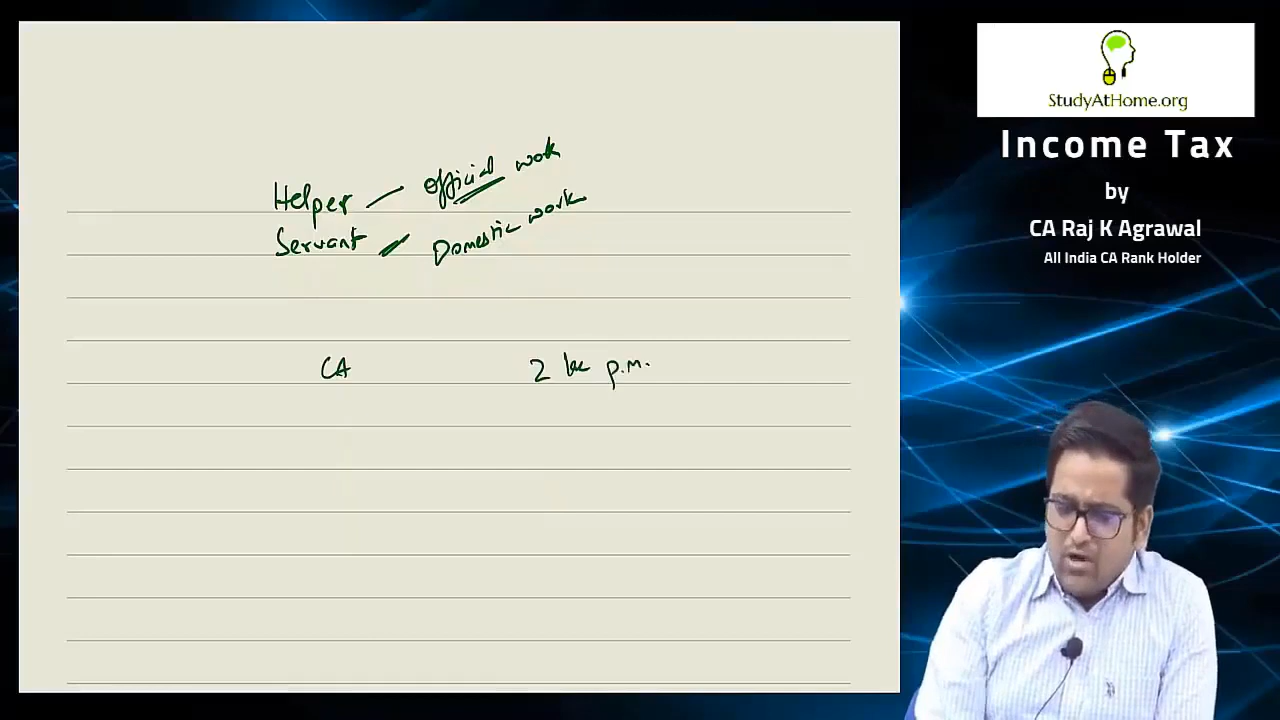 Helper — official work
Servant — Domestic work
CA 2 lac p.m.
StudyAtHome.org
Income Tax
by
CA Raj K Agrawal
All India CA Rank Holder